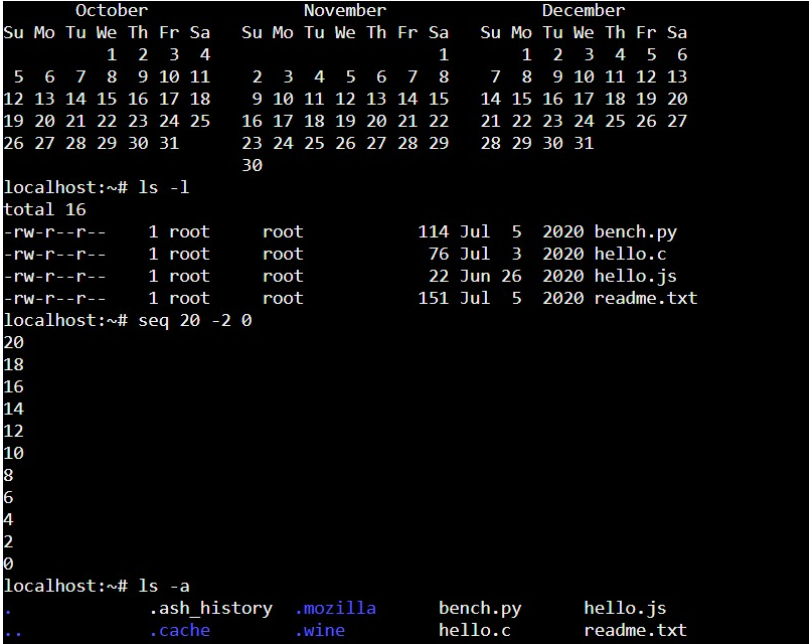 October               November               December
Su Mo Tu We Th Fr Sa   Su Mo Tu We Th Fr Sa   Su Mo Tu We Th Fr Sa
          1  2  3  4                      1       1  2  3  4  5  6
 5  6  7  8  9 10 11    2  3  4  5  6  7  8    7  8  9 10 11 12 13
12 13 14 15 16 17 18    9 10 11 12 13 14 15   14 15 16 17 18 19 20
19 20 21 22 23 24 25   16 17 18 19 20 21 22   21 22 23 24 25 26 27
26 27 28 29 30 31      23 24 25 26 27 28 29   28 29 30 31
                       30
localhost:~# ls -l
total 16
-rw-r--r--    1 root     root           114 Jul  5  2020 bench.py
-rw-r--r--    1 root     root            76 Jul  3  2020 hello.c
-rw-r--r--    1 root     root            22 Jun 26  2020 hello.js
-rw-r--r--    1 root     root           151 Jul  5  2020 readme.txt
localhost:~# seq 20 -2 0
20
18
16
14
12
10
8
6
4
2
0
localhost:~# ls -a
.             .ash_history  .mozilla      bench.py      hello.js
..            .cache        .wine         hello.c       readme.txt